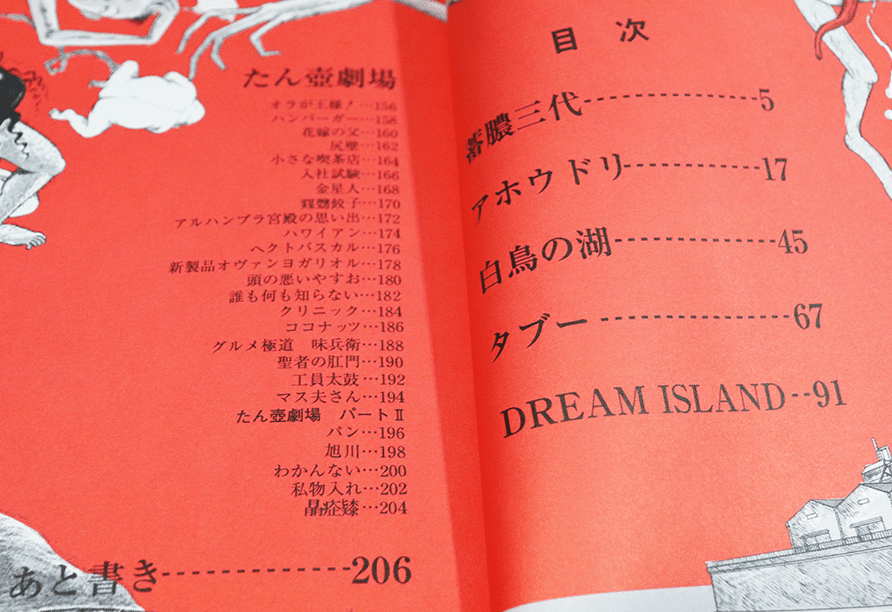 目次
蓄膿三代----------------5
アホウドリ-------------17
白鳥の湖---------------45
タブー------------------67
DREAM ISLAND--91
たん壺劇場
オラが王様!…156
ハンバーガー…158
花嫁の父…160
…162
小さな喫茶店…164
入社試験…166
金星人…168
餃子…170
アルハンブラ宮殿の思い出…172
ハワイアン…174
ヘクトパスカル…176
新製品オヴァンヨガリオル…178
頭の悪いやすお…180
誰も何も知らない…182
クリニック…184
ココナッツ…186
グルメ極道 味兵衛…188
聖者の肛門…190
工員太鼓…192
マス夫さん…194
たん壺劇場 パートⅡ
パン…196
旭川…198
わかんない…200
私物入れ…202
…204
あと書き---------------206